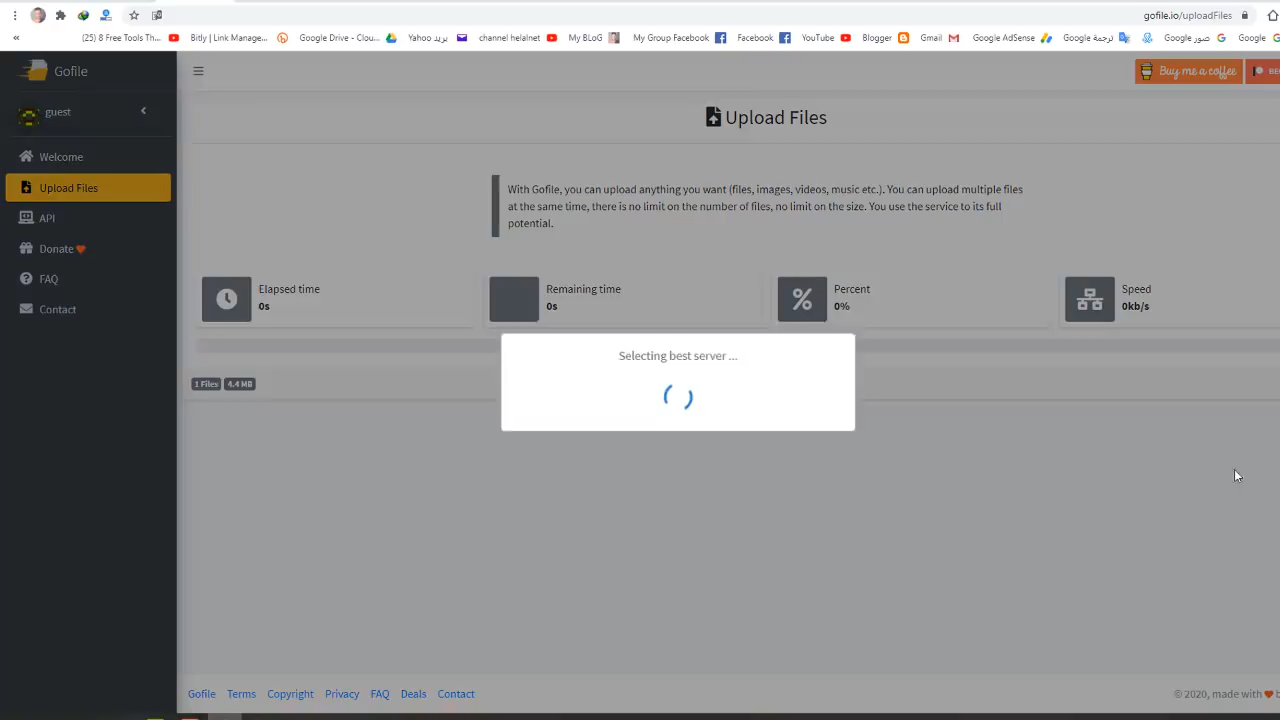 gofile.io/uploadFiles
(25) 8 Free Tools Th...
Bitly | Link Manage...
Google Drive - Clou...
بريد Yahoo
channel helalnet
My BLoG
My Group Facebook
Facebook
YouTube
Blogger
Gmail
Google AdSense
ترجمة Google
صور Google
Google
Gofile
Buy me a coffee
guest
Upload Files
Welcome
Upload Files
With Gofile, you can upload anything you want (files, images, videos, music etc.). You can upload multiple files
at the same time, there is no limit on the number of files, no limit on the size. You use the service to its full
potential.
API
Donate
FAQ
Contact
Elapsed time
0s
Remaining time
0s
Percent
0%
Speed
0kb/s
Selecting best server ...
1 Files
4.4 MB
Gofile
Terms
Copyright
Privacy
FAQ
Deals
Contact
© 2020, made with